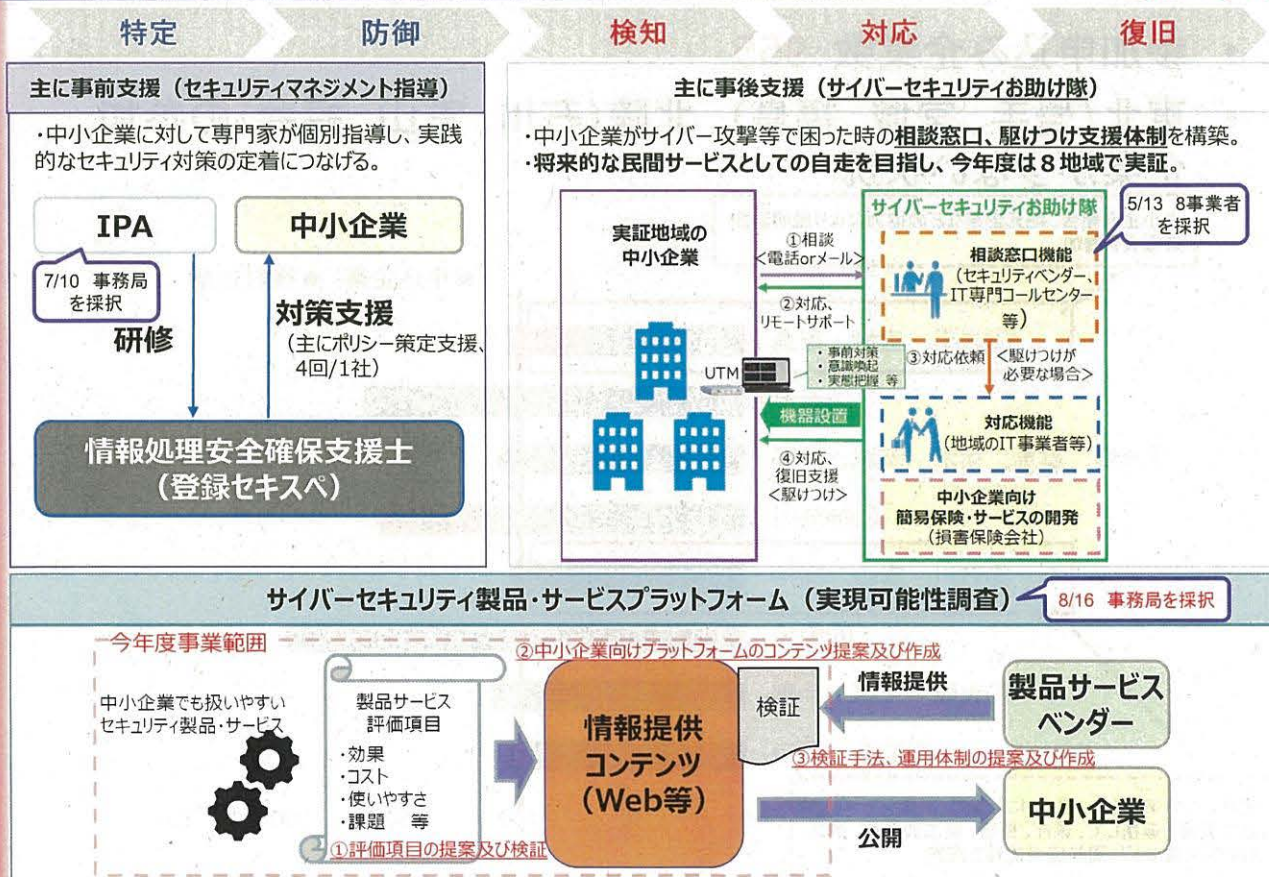 特定
防御
検知
対応
復旧
主に事前支援（セキュリティマネジメント指導）
・中小企業に対して専門家が個別指導し、実践
的なセキュリティ対策の定着につなげる。
IPA
中小企業
7/10 事務局
を採択
研修
対策支援
（主にポリシー策定支援、
4回/1社）
情報処理安全確保支援士
（登録セキスペ）
主に事後支援（サイバーセキュリティお助け隊）
・中小企業がサイバー攻撃等で困った時の相談窓口、駆けつけ支援体制を構築。
・将来的な民間サービスとしての自走を目指し、今年度は８地域で実証。
実証地域の
中小企業
①相談
＜電話orメール＞
②対応、
リモートサポート
UTM
・事前対策
・意識喚起
・実態把握 等
機器設置
④対応、
復旧支援
＜駆けつけ＞
サイバーセキュリティお助け隊
5/13 8事業者
を採択
相談窓口機能
（セキュリティベンダー、
IT専門コールセンター
等）
③対応依頼
＜駆けつけが
必要な場合＞
対応機能
（地域のIT事業者等）
中小企業向け
簡易保険・サービスの開発
（損害保険会社）
サイバーセキュリティ製品・サービスプラットフォーム（実現可能性調査）
8/16 事務局を採択
今年度事業範囲
②中小企業向けプラットフォームのコンテンツ提案及び作成
中小企業でも扱いやすい
セキュリティ製品・サービス
製品サービス
評価項目
・効果
・コスト
・使いやすさ
・課題 等
①評価項目の提案及び検証
情報提供
コンテンツ
（Web等）
検証
情報提供
製品サービス
ベンダー
③検証手法、運用体制の提案及び作成
公開
中小企業